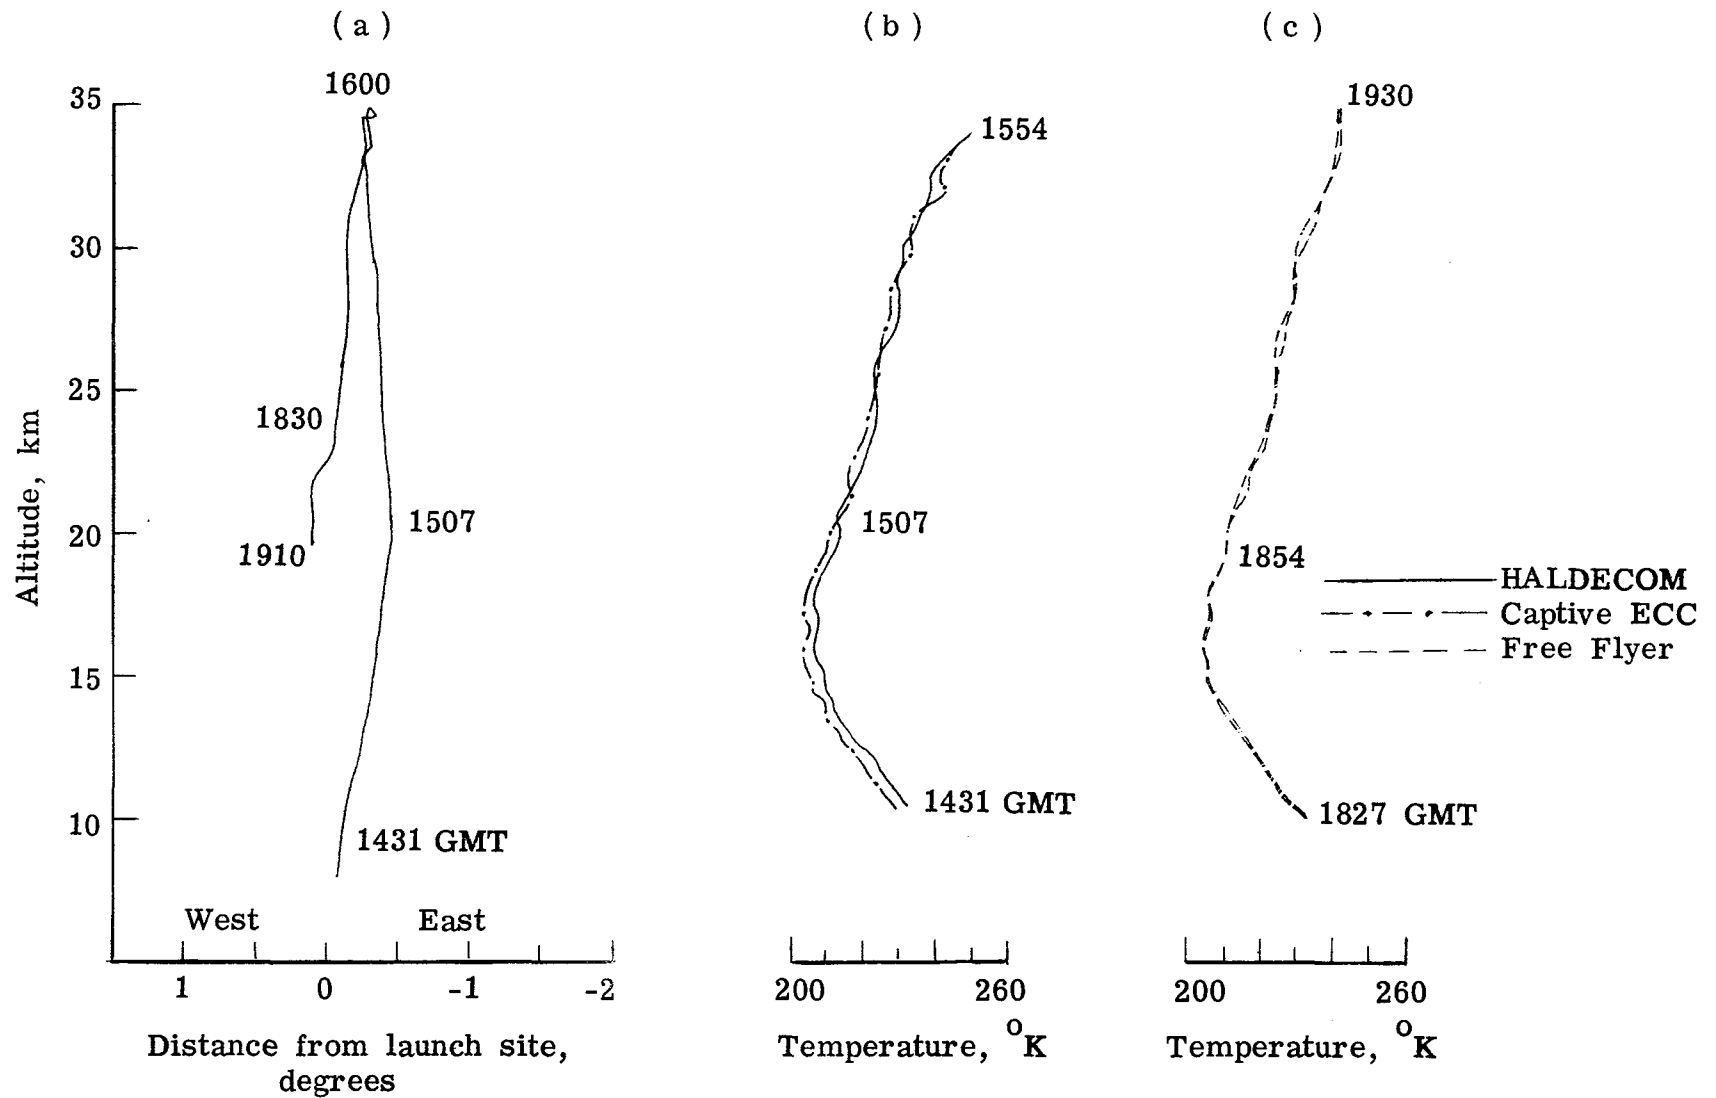 ( a )
( b )
( c )
1600
35
1930
1554
30
25
1830
Altitude, km
1507
1507
20
1910
1854
HALDECOM
Captive ECC
Free Flyer
15
10
1431 GMT
1431 GMT
1827 GMT
West
East
1
0
-1
-2
200
260
200
260
Distance from launch site,
degrees
Temperature, °K
Temperature, °K